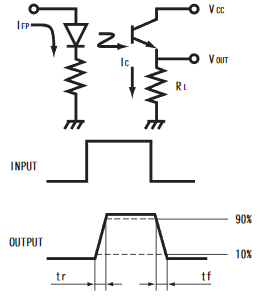 IFP
VCC
VOUT
IC
RL
INPUT
OUTPUT
90%
10%
tr
tf